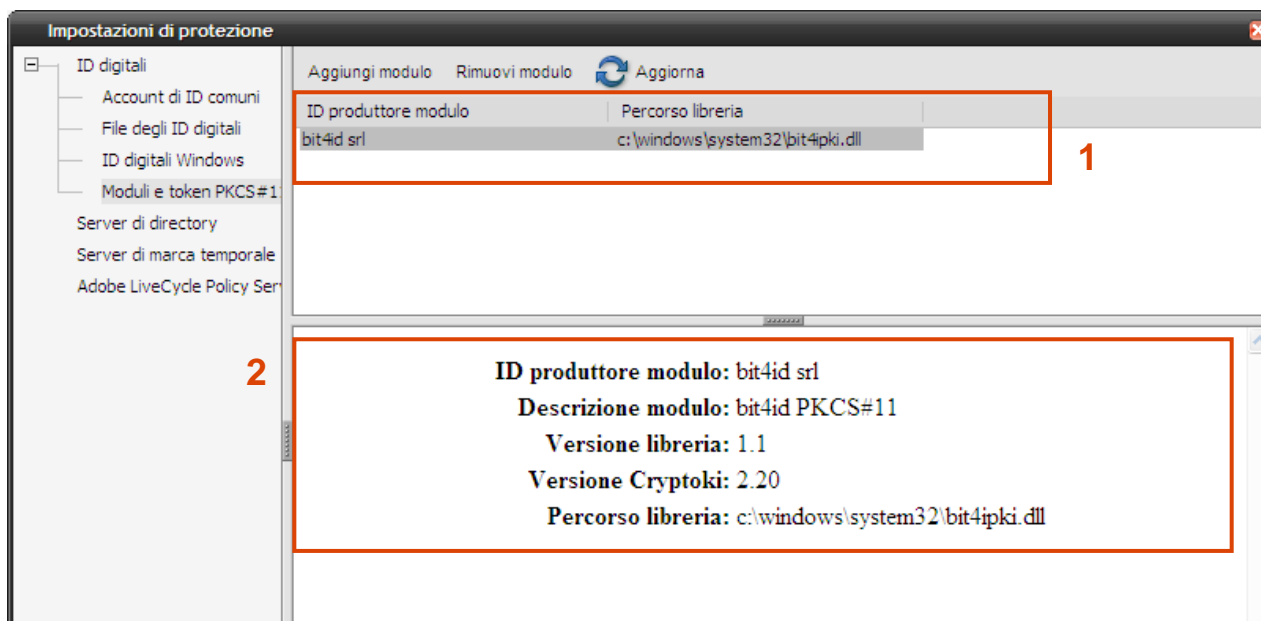 Impostazioni di protezione
ID digitali
Account di ID comuni
File degli ID digitali
ID digitali Windows
Moduli e token PKCS#1
Server di directory
Server di marca temporale
Adobe LiveCycle Policy Ser
Aggiungi modulo Rimuovi modulo Aggiorna
ID produttore modulo Percorso libreria
bit4id srl c:\windows\system32\bit4ipki.dll
1
2
ID produttore modulo: bit4id srl
Descrizione modulo: bit4id PKCS#11
Versione libreria: 1.1
Versione Cryptoki: 2.20
Percorso libreria: c:\windows\system32\bit4ipki.dll